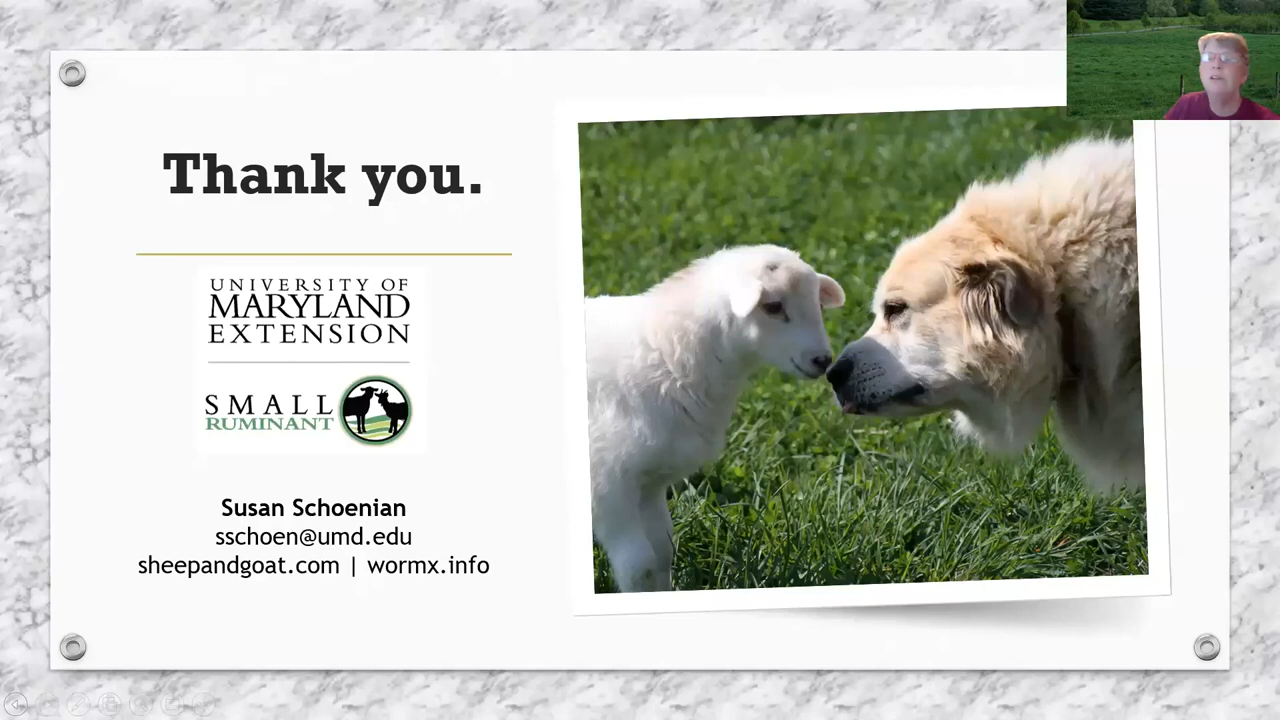 Thank you.
UNIVERSITY OF
MARYLAND
EXTENSION
SMALL
RUMINANT
Susan Schoenian
sschoen@umd.edu
sheepandgoat.com | wormx.info